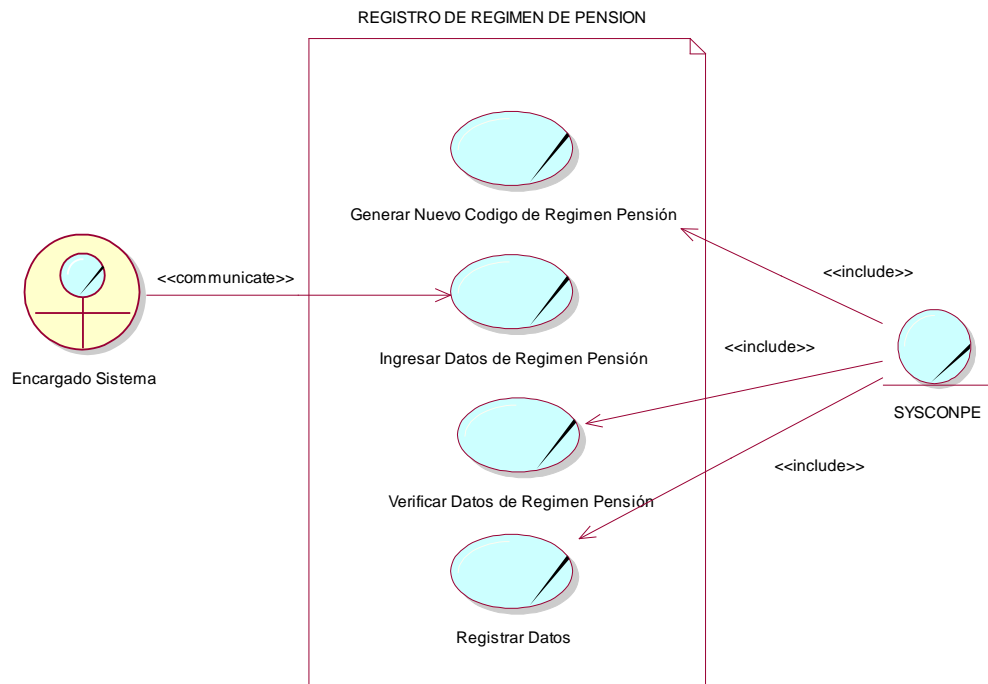 REGISTRO DE REGIMEN DE PENSION
Generar Nuevo Codigo de Regimen Pensión
<<communicate>>
<<include>>
Ingresar Datos de Regimen Pensión
<<include>>
Encargado Sistema
SYSCONPE
<<include>>
Verificar Datos de Regimen Pensión
Registrar Datos